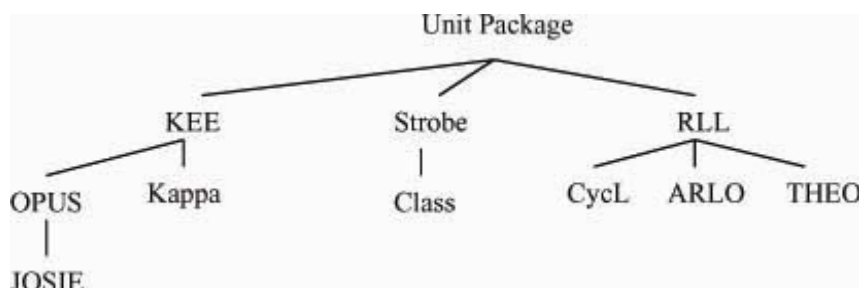 Unit Package
KEE Strobe RLL
OPUS Kappa Class CycL ARLO THEO
JOSIE